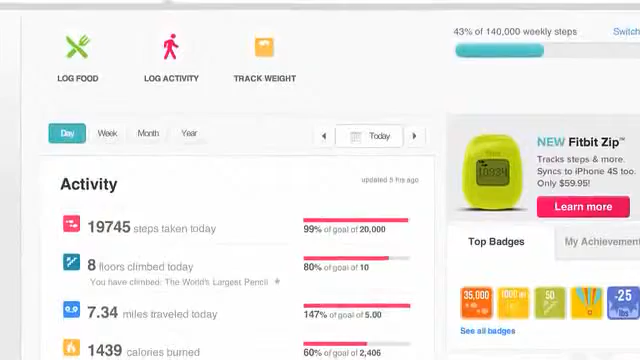 43% of 140,000 weekly steps
Switch
LOG FOOD
LOG ACTIVITY
TRACK WEIGHT
Day
Week
Month
Year
Today
NEW Fitbit Zip™
Tracks steps & more.
Syncs to iPhone 4S too.
Only $59.95!
Learn more
Activity
updated 5 hrs ago
19745 steps taken today
99% of goal of 20,000
8 floors climbed today
80% of goal of 10
You have climbed: The World's Largest Pencil
7.34 miles traveled today
147% of goal of 5.00
1439 calories burned
60% of goal of 2,406
Top Badges
My Achievement
35,000
50
-25
lbs
See all badges